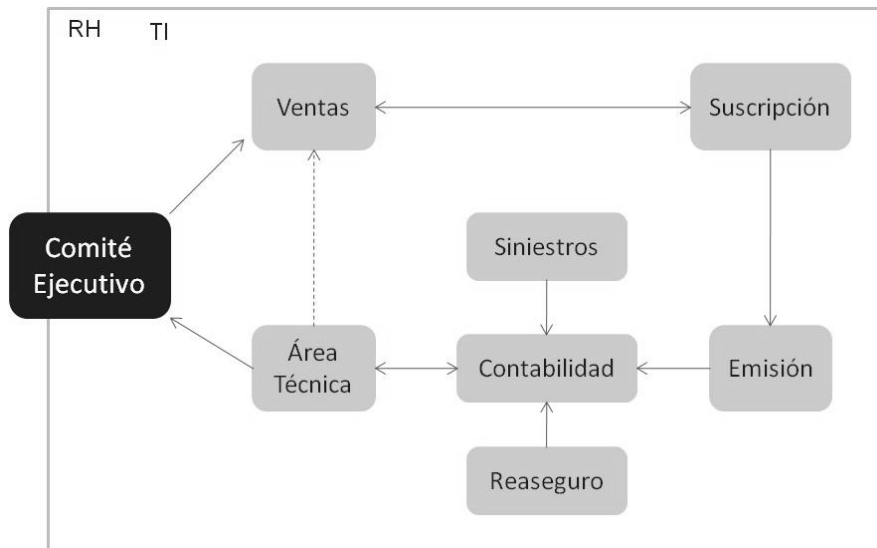 RH TI
Ventas
Suscripción
Siniestros
Comité
Ejecutivo
Área
Técnica
Contabilidad
Emisión
Reaseguro